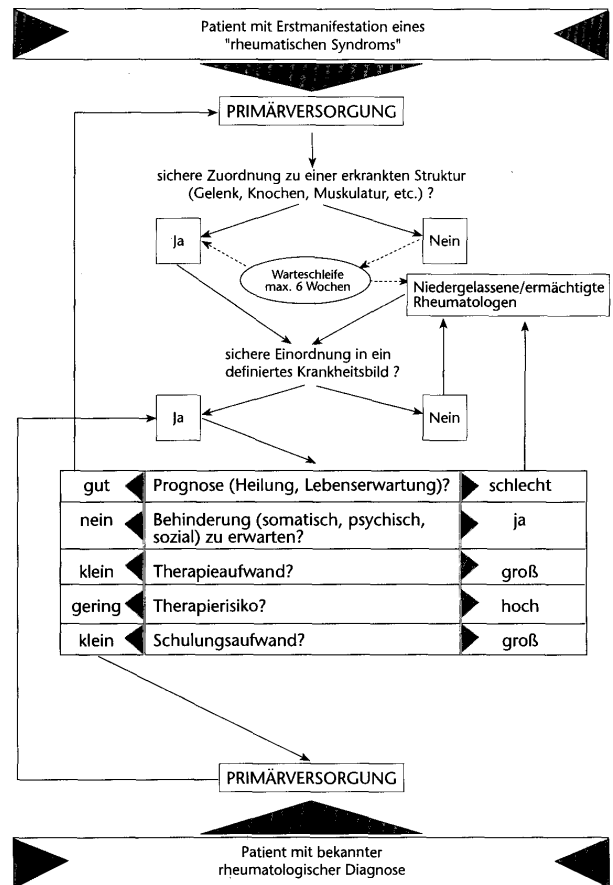 Patient mit Erstmanifestation eines
"rheumatischen Syndroms"
PRIMÄRVERSORGUNG
sichere Zuordnung zu einer erkrankten Struktur
(Gelenk, Knochen, Muskulatur, etc.) ?
Ja
Nein
Warteschleife
max. 6 Wochen
Niedergelassene/ermächtigte
Rheumatologen
sichere Einordnung in ein
definiertes Krankheitsbild ?
Ja
Nein
gut Prognose (Heilung, Lebenserwartung)? schlecht
nein Behinderung (somatisch, psychisch, ja
sozial) zu erwarten?
klein Therapieaufwand? groß
gering Therapierisiko? hoch
klein Schulungsaufwand? groß
PRIMÄRVERSORGUNG
Patient mit bekannter
rheumatologischer Diagnose